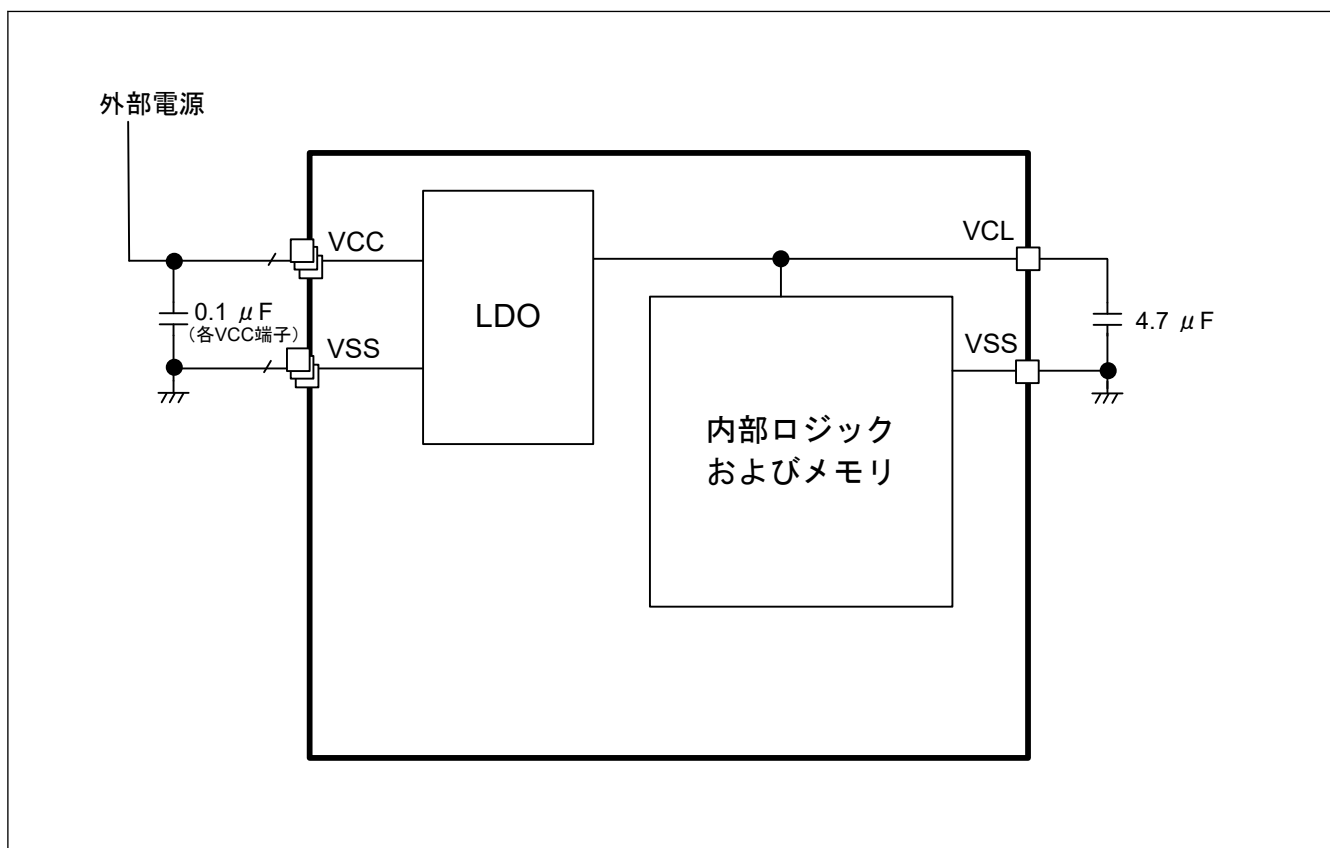 外部電源
VCC
VCL
0.1 μF
(各VCC端子)
LDO
4.7 μF
VSS
VSS
内部ロジック
およびメモリ